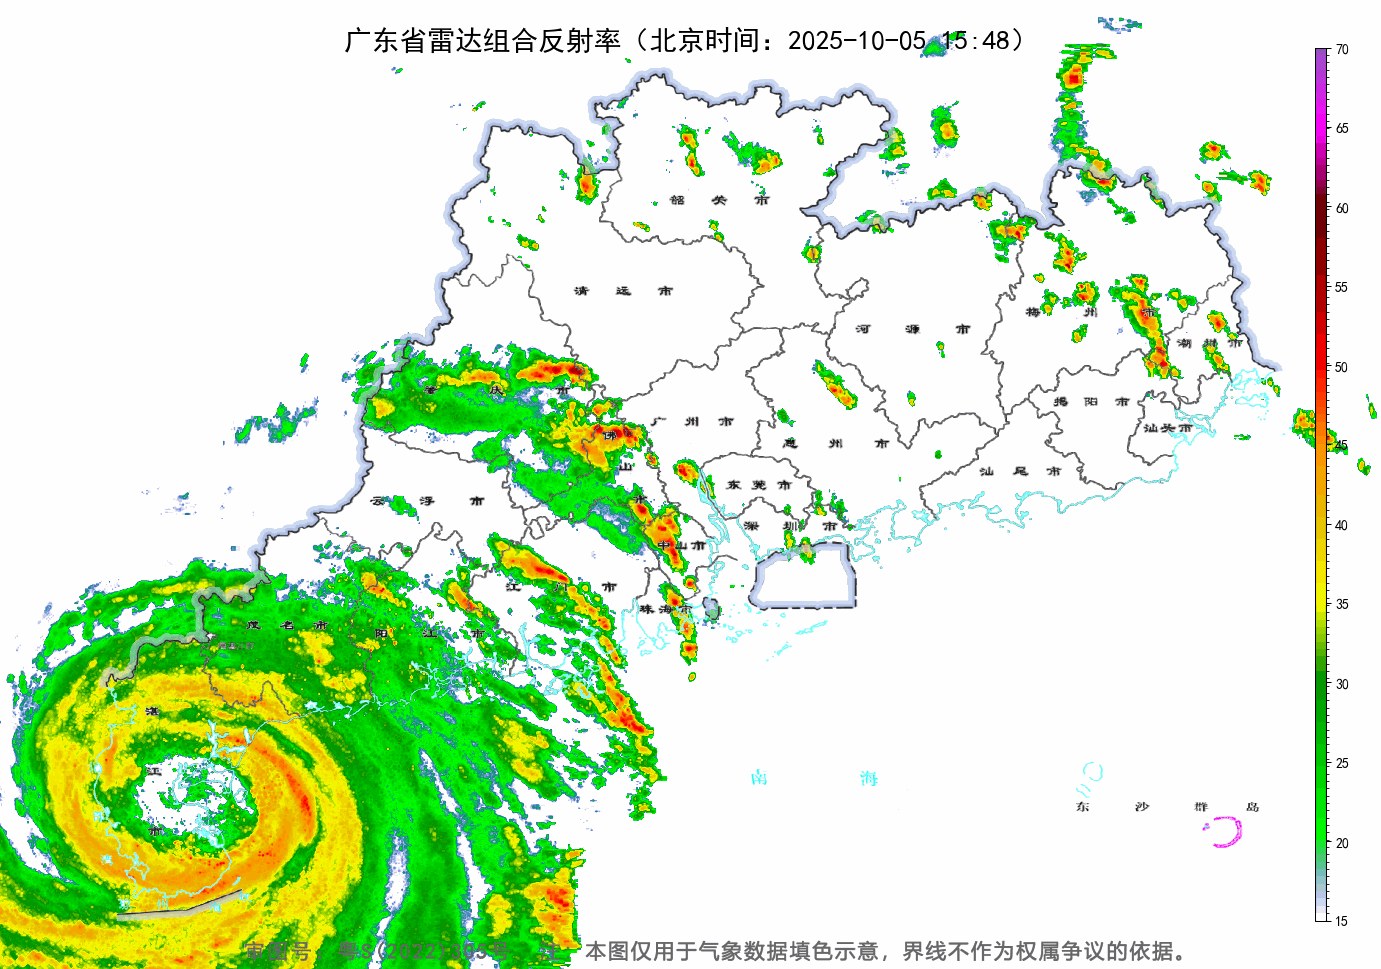 广东省雷达组合反射率（北京时间：2025-10-05 15:48）
70
65
60
55
50
45
40
35
30
25
20
15
韶关市
清远市
河源市
梅州市
潮州市
肇庆市
广州市
揭阳市
汕头市
佛山市
惠州市
东莞市
汕尾市
云浮市
深圳市
中山市
江门市
珠海市
茂名市
阳江市
湛江市
南海
东沙群岛
审图号：粤S(2022)005号 注：本图仅用于气象数据填色示意，界线不作为权属争议的依据。